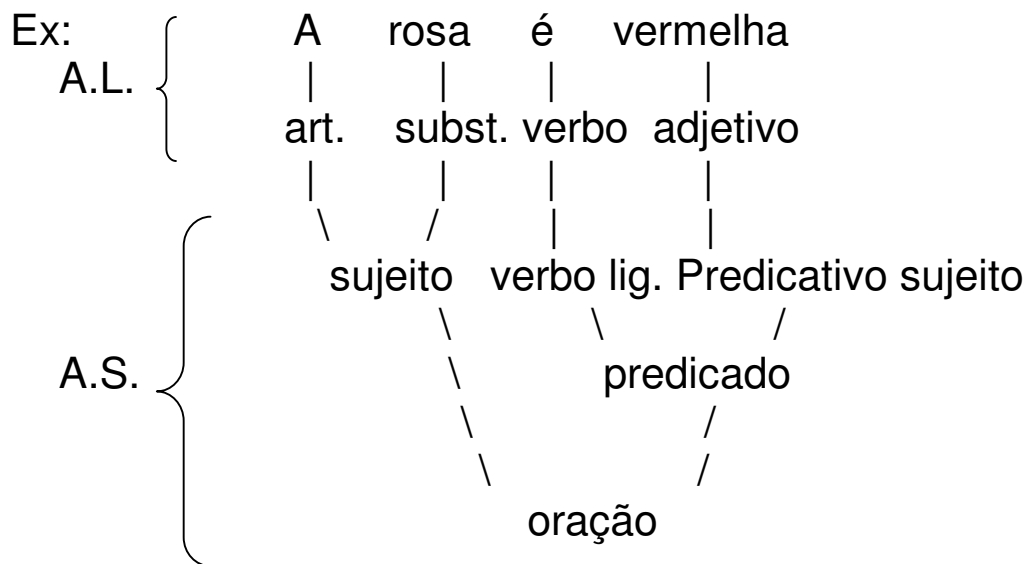 Ex: A rosa é vermelha
A.L.
art. subst. verbo adjetivo
sujeito verbo lig. Predicativo sujeito
A.S. predicado
oração